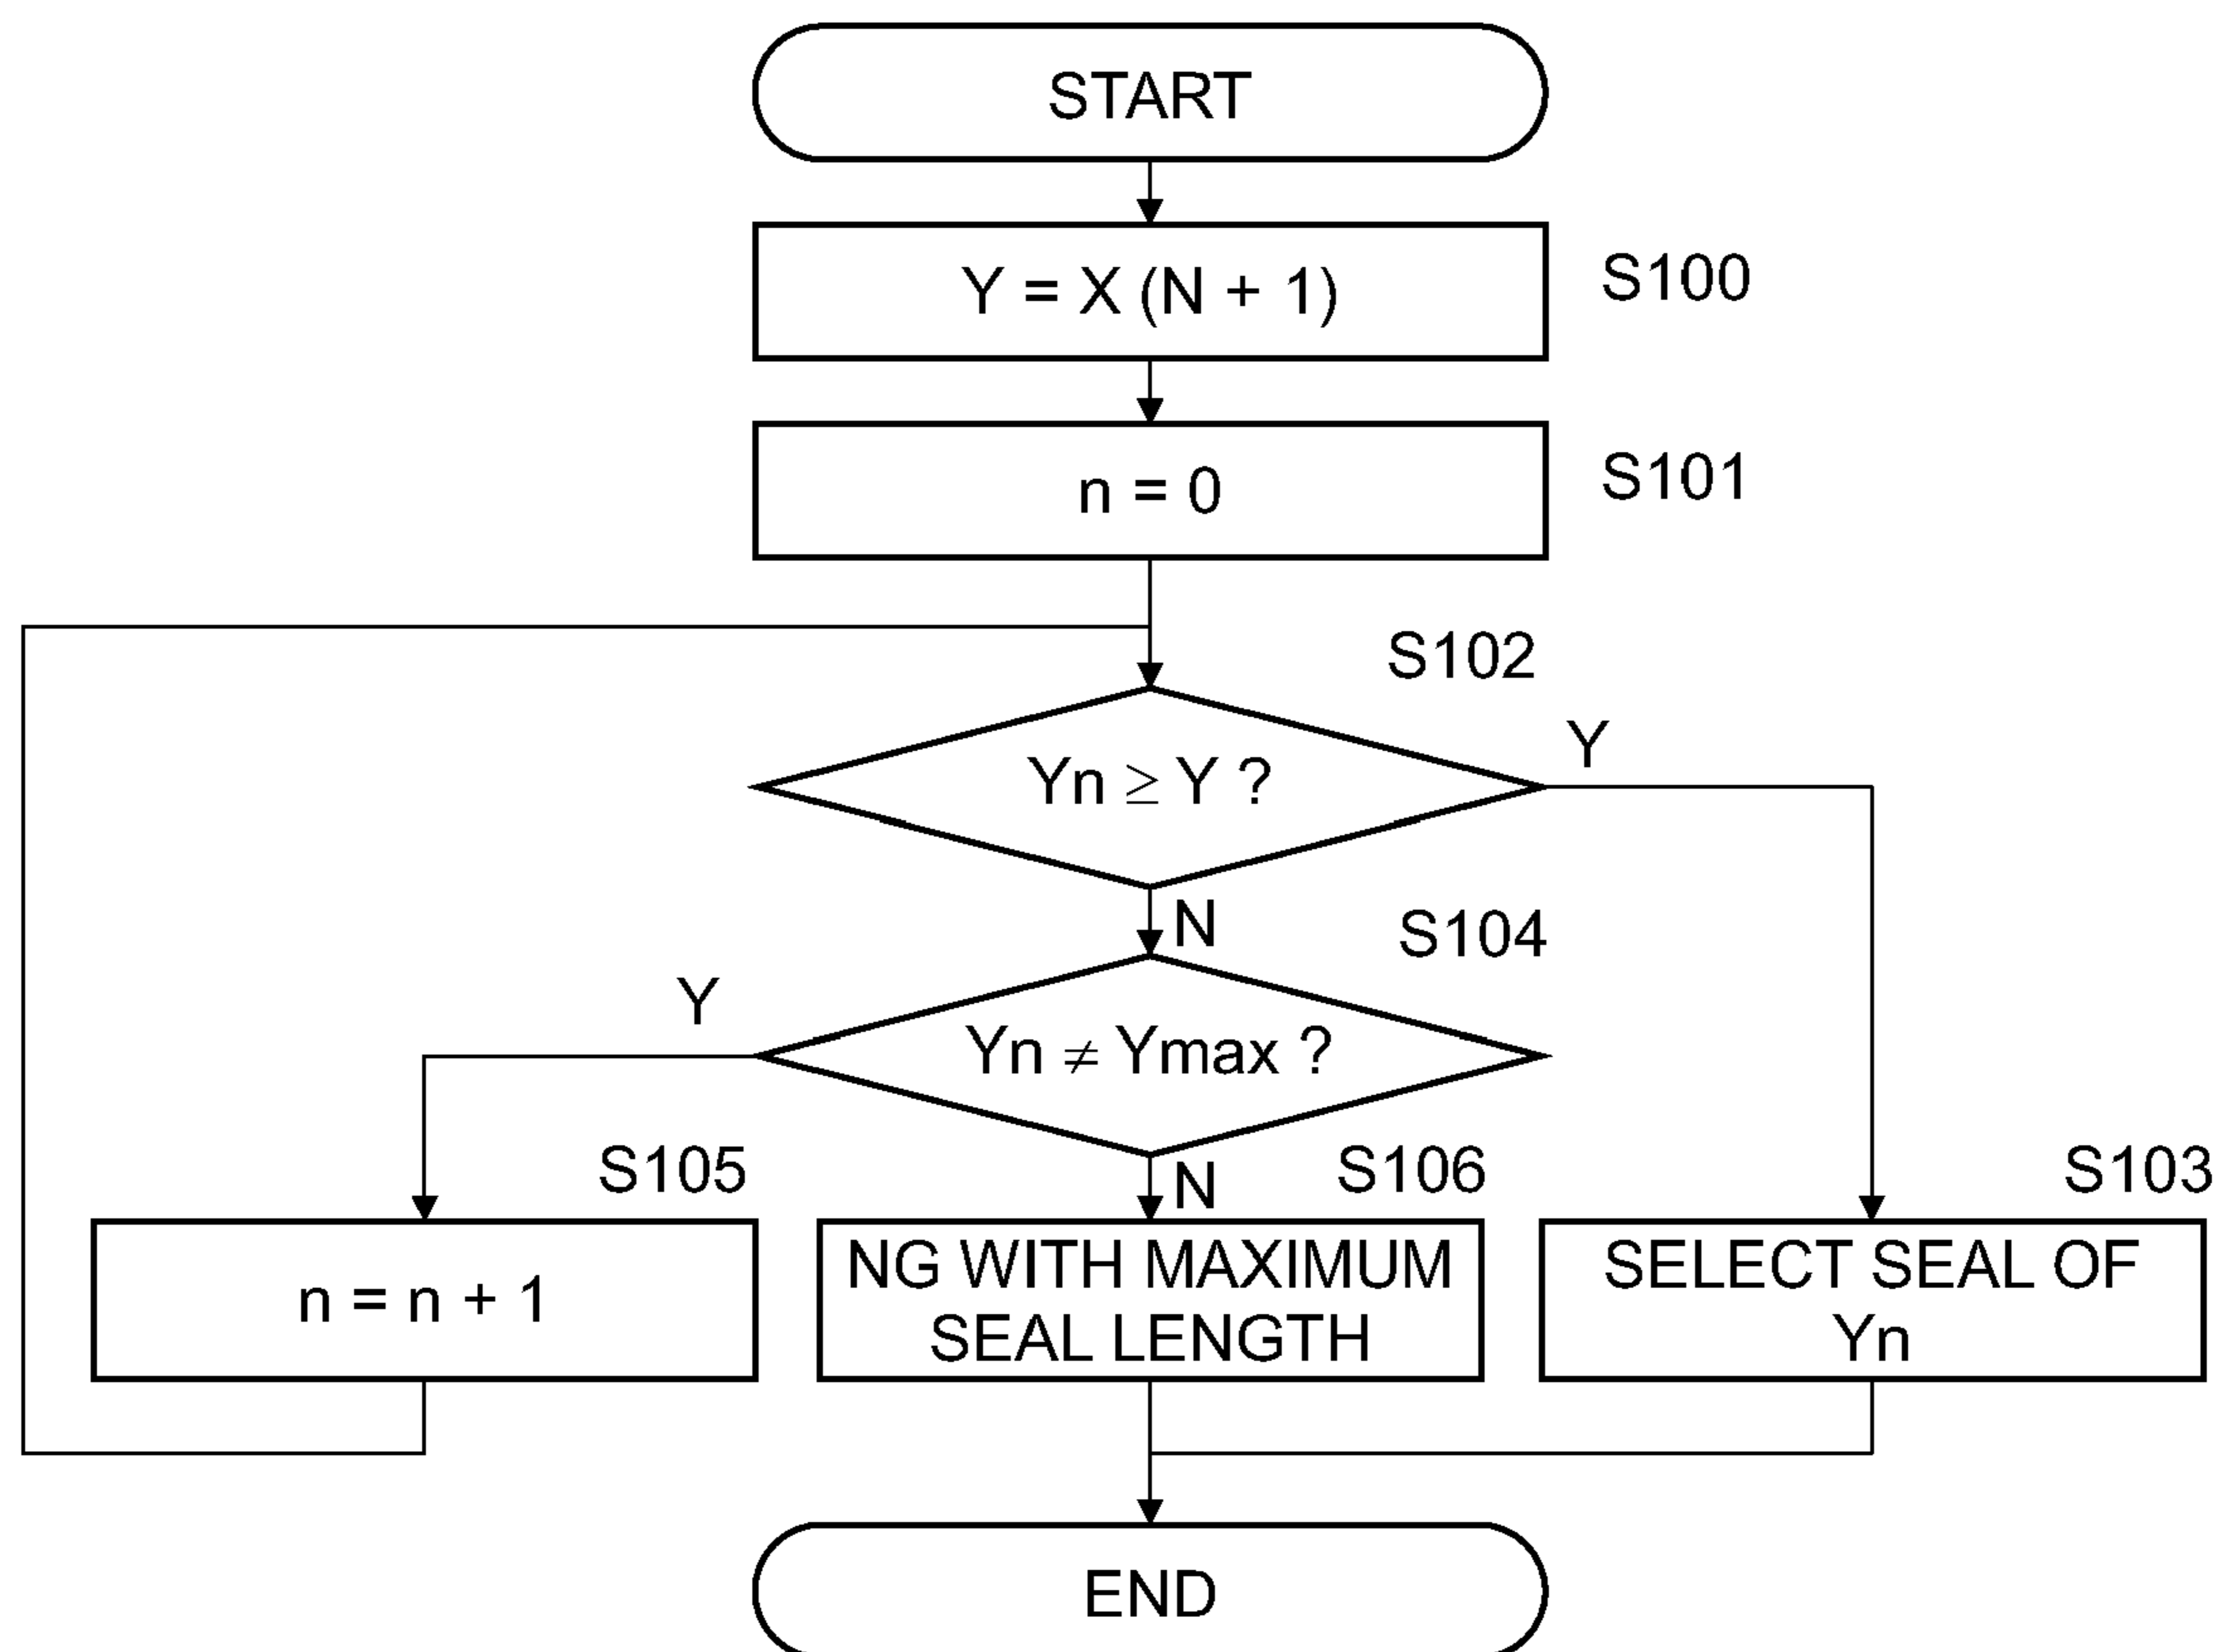 START
Y = X (N + 1)
S100
n = 0
S101
S102
Yn ≥ Y ?
Y
N
S104
Y
Yn ≠ Ymax ?
S105
N
S106
S103
n = n + 1
NG WITH MAXIMUM
SEAL LENGTH
SELECT SEAL OF
Yn
END